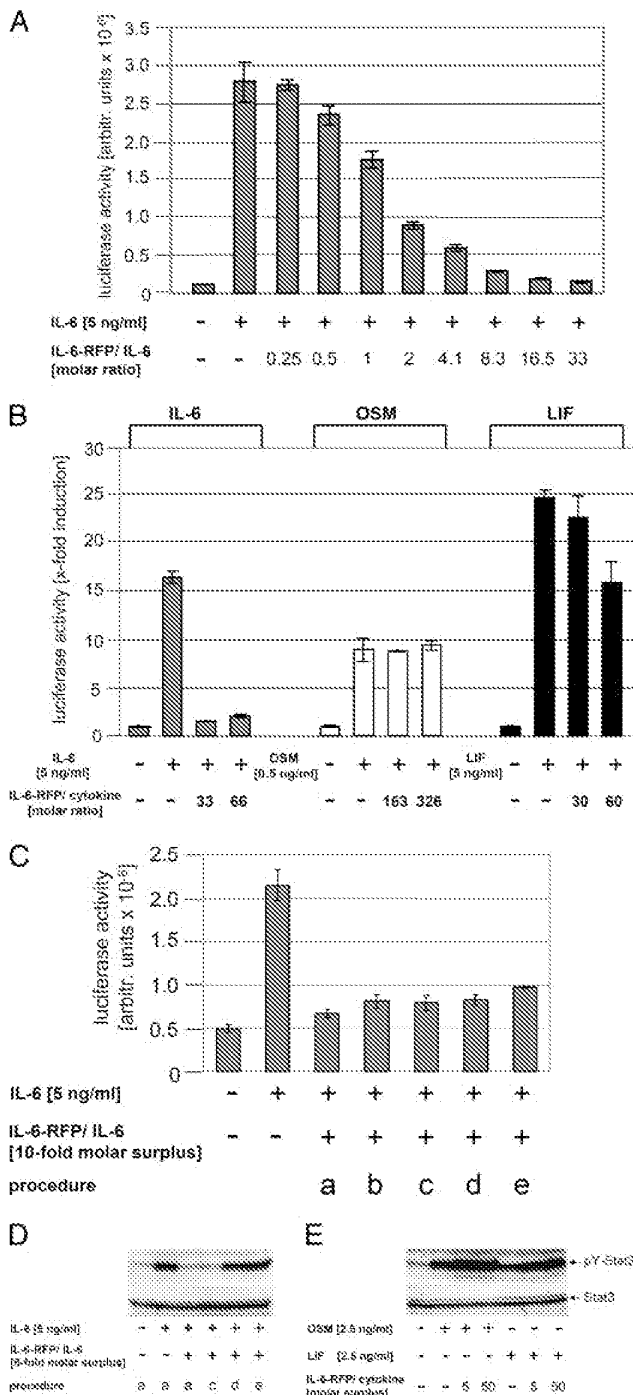 A
luciferase activity [arbitr. units x 10⁻⁶]
3.5
3.0
2.5
2.0
1.5
1.0
0.5
0
IL-6 [5 ng/ml] - + + + + + + + + +
IL-6-RFP/ IL-6 [molar ratio] - - 0.25 0.5 1 2 4.1 8.3 16.5 33
B
IL-6 OSM LIF
luciferase activity [x-fold induction]
30
25
20
15
10
5
0
IL-6 [5 ng/ml] - + + + OSM [0.5 ng/ml] - + + + LIF [5 ng/ml] - + + +
IL-6-RFP/ cytokine [molar ratio] - - 33 66 - - 163 326 - - 30 60
C
luciferase activity
[arbitr. units x 10⁻⁶]
2.5
2.0
1.5
1.0
0.5
0
IL-6 [5 ng/ml] - + + + + + +
IL-6-RFP/ IL-6 - - + + + + +
[10-fold molar surplus]
procedure a b c d e
D
IL-6 [5 ng/ml] - + + + + +
IL-6-RFP/ IL-6 - - + + + +
[5-fold molar surplus]
procedure a a a c d e
E
pY-Stat3
Stat3
OSM [2.5 ng/ml] - + + + - - -
LIF [2.5 ng/ml] - - - - + + +
IL-6-RFP/ cytokine - - 5 50 - 5 50
[molar surplus]